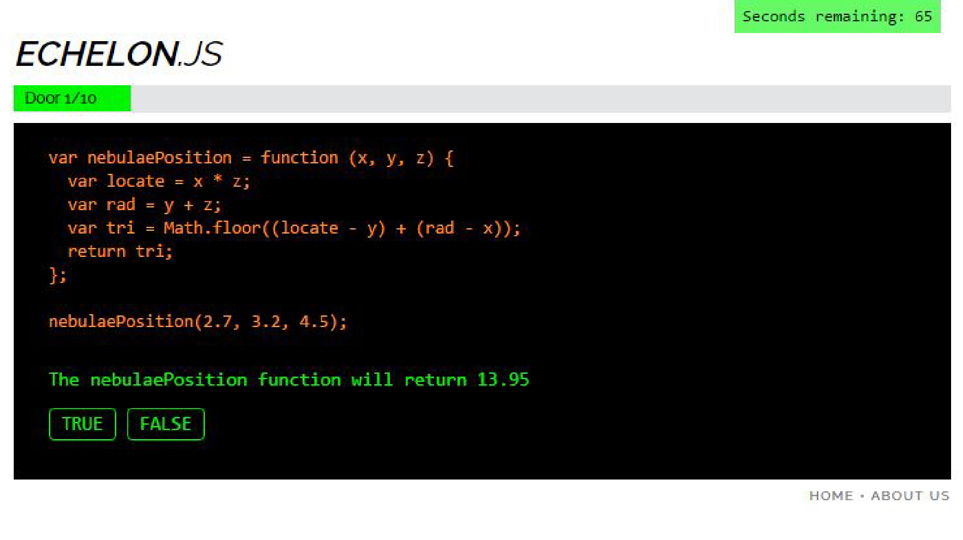 Seconds remaining: 65
ECHELON.JS
Door 1/10
var nebulaePosition = function (x, y, z) {
  var locate = x * z;
  var rad = y + z;
  var tri = Math.floor((locate - y) + (rad - x));
  return tri;
};
nebulaePosition(2.7, 3.2, 4.5);
The nebulaePosition function will return 13.95
TRUE FALSE
HOME • ABOUT US